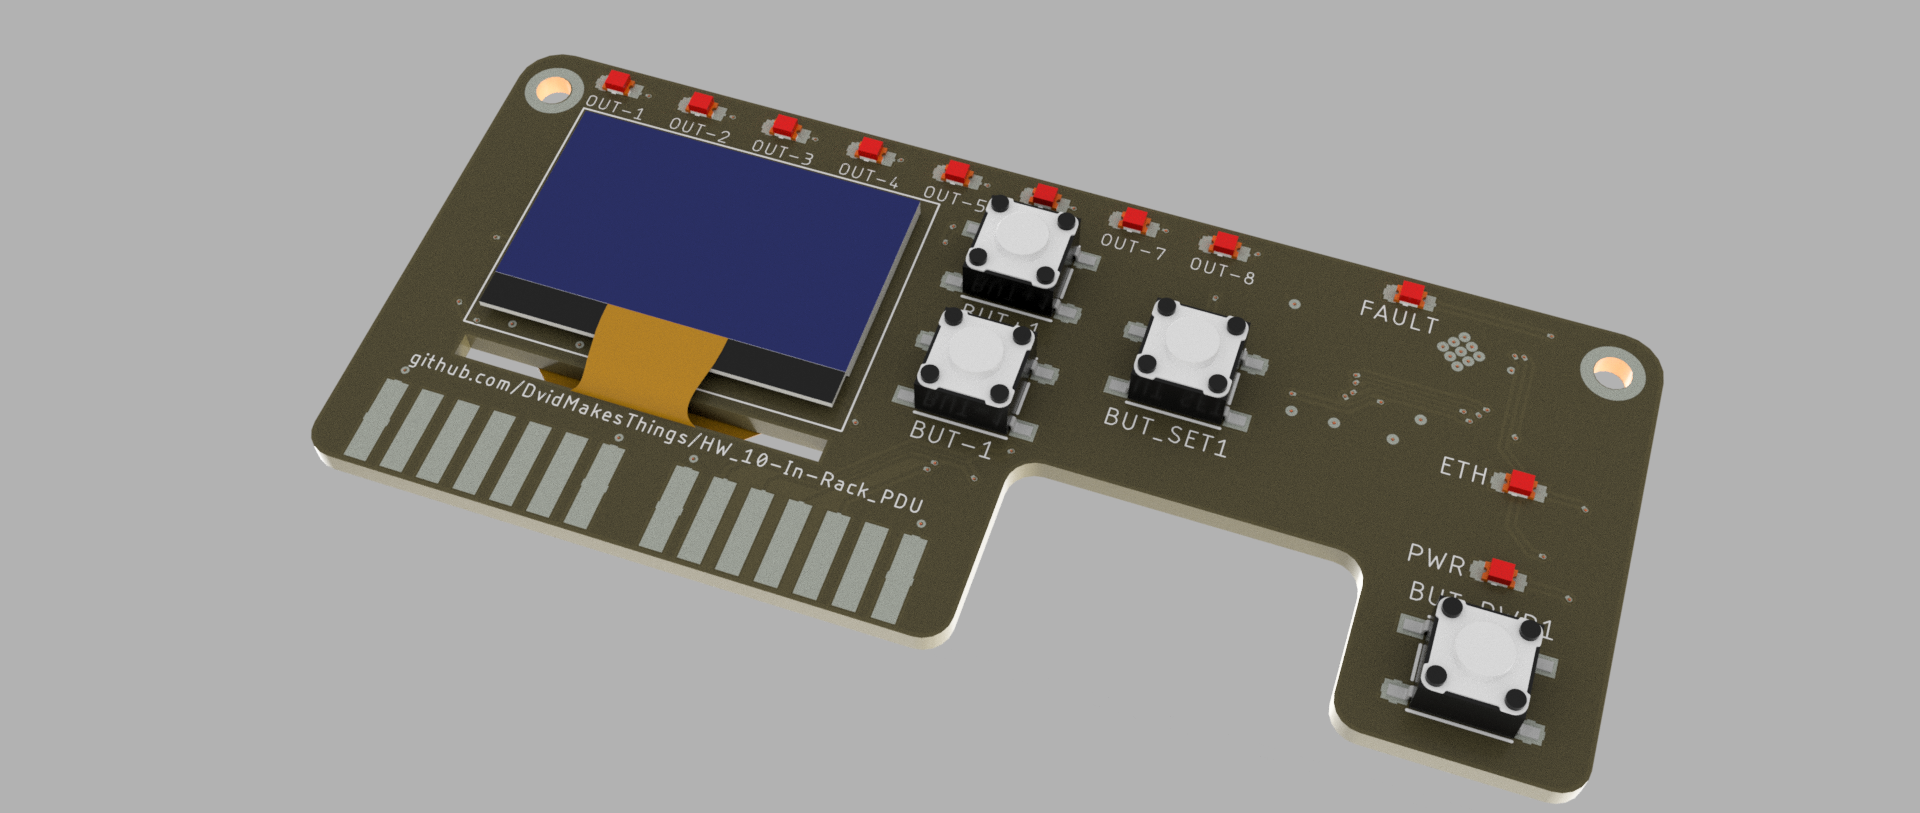 OUT-1
OUT-2
OUT-3
OUT-4
OUT-5
OUT-7
OUT-8
FAULT
BUT-1
BUT_SET1
github.com/DvidMakesThings/HW_10-In-Rack_PDU
ETH
PWR